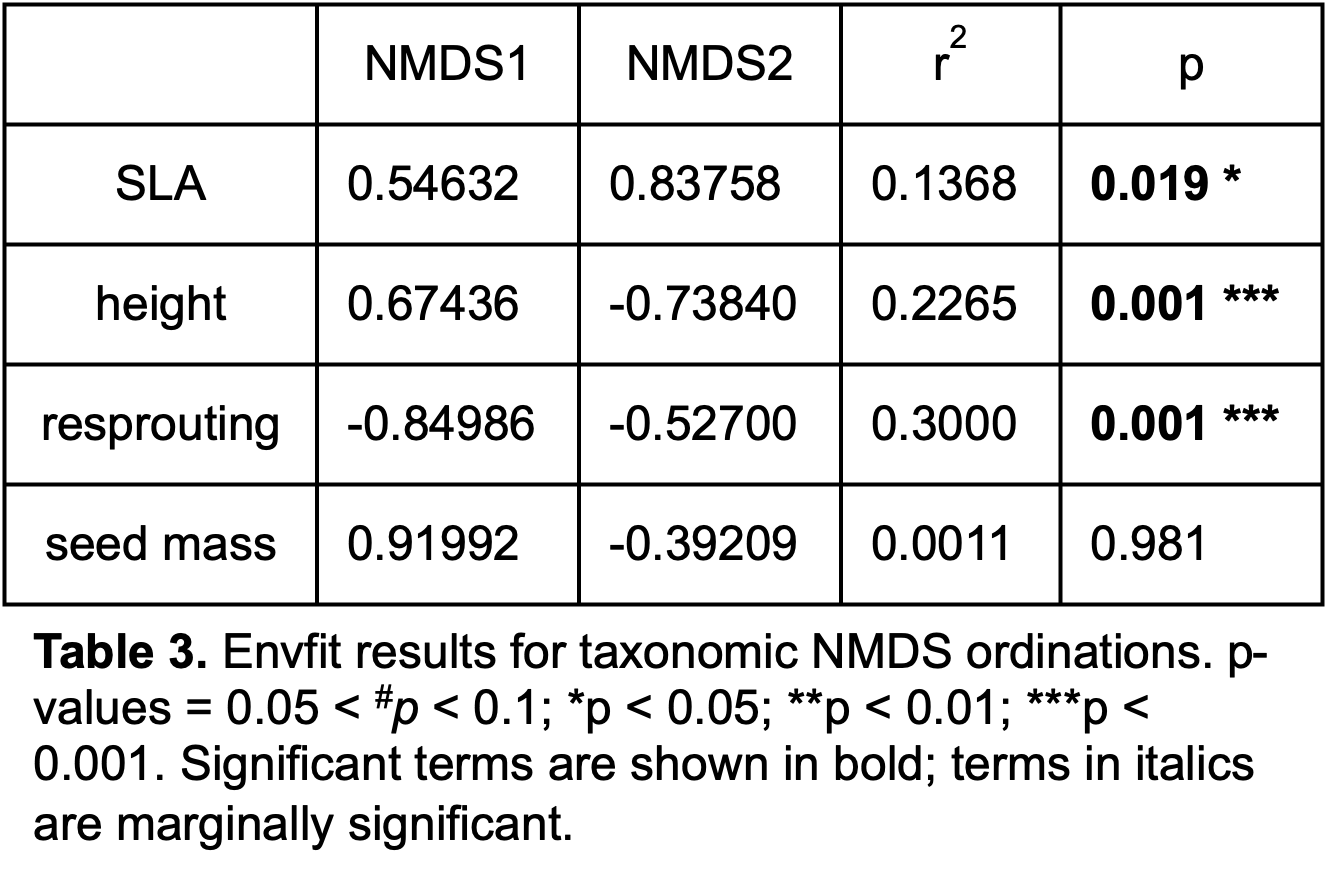 NMDS1 NMDS2 r² p
SLA 0.54632 0.83758 0.1368 0.019 *
height 0.67436 -0.73840 0.2265 0.001 ***
resprouting -0.84986 -0.52700 0.3000 0.001 ***
seed mass 0.91992 -0.39209 0.0011 0.981
Table 3. Envfit results for taxonomic NMDS ordinations. p-
values = 0.05 < #p < 0.1; *p < 0.05; **p < 0.01; ***p <
0.001. Significant terms are shown in bold; terms in italics
are marginally significant.